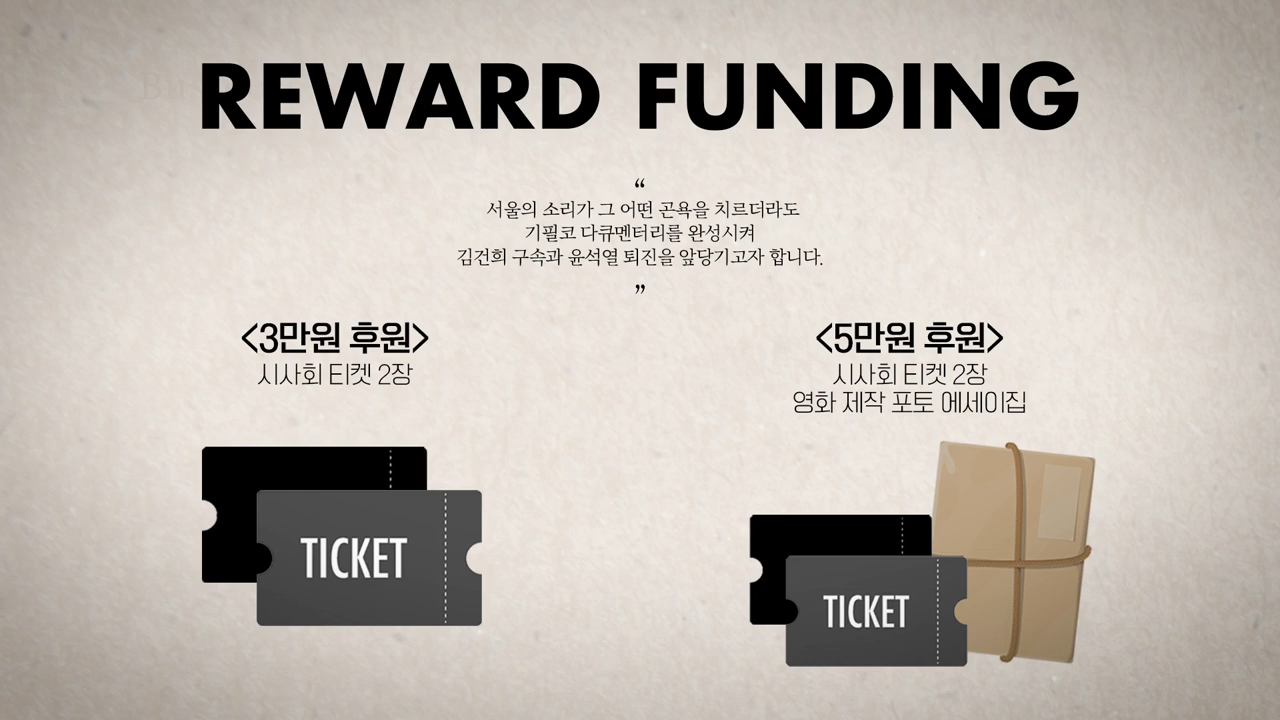 REWARD FUNDING
“
서울의 소리가 그 어떤 곤욕을 치르더라도
기필코 다큐멘터리를 완성시켜
김건희 구속과 윤석열 퇴진을 앞당기고자 합니다.
”
<3만원 후원>
시사회 티켓 2장
<5만원 후원>
시사회 티켓 2장
영화 제작 포토 에세이집
TICKET
TICKET